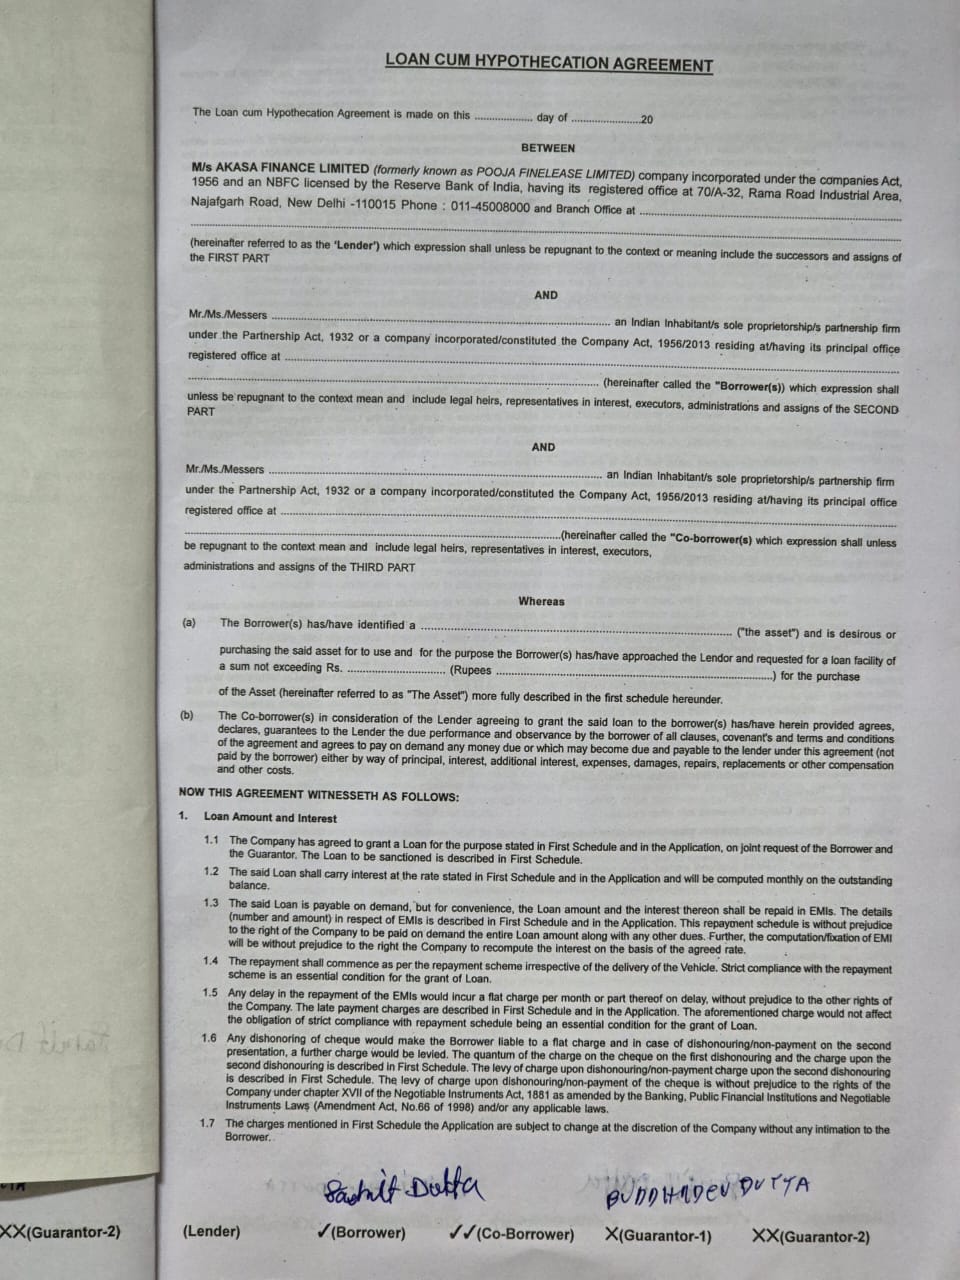 LOAN CUM HYPOTHECATION AGREEMENT
The Loan cum Hypothecation Agreement is made on this ................... day of .......................20
BETWEEN
M/s AKASA FINANCE LIMITED (formerly known as POOJA FINELEASE LIMITED) company incorporated under the companies Act,
1956 and an NBFC licensed by the Reserve Bank of India, having its registered office at 70/A-32, Rama Road Industrial Area,
Najafgarh Road, New Delhi -110015 Phone : 011-45008000 and Branch Office at ....................
....................
(hereinafter referred to as the 'Lender') which expression shall unless be repugnant to the context or meaning include the successors and assigns of
the FIRST PART
AND
Mr./Ms./Messers .................... an Indian Inhabitant/s sole proprietorship/s partnership firm
under the Partnership Act, 1932 or a company incorporated/constituted the Company Act, 1956/2013 residing at/having its principal office
registered office at ....................
.................... (hereinafter called the "Borrower(s)) which expression shall
unless be repugnant to the context mean and include legal heirs, representatives in interest, executors, administrations and assigns of the SECOND
PART
AND
Mr./Ms./Messers .................... an Indian Inhabitant/s sole proprietorship/s partnership firm
under the Partnership Act, 1932 or a company incorporated/constituted the Company Act, 1956/2013 residing at/having its principal office
registered office at ....................
....................(hereinafter called the "Co-borrower(s) which expression shall unless
be repugnant to the context mean and include legal heirs, representatives in interest, executors,
administrations and assigns of the THIRD PART
Whereas
(a) The Borrower(s) has/have identified a .................... ("the asset") and is desirous or
purchasing the said asset for to use and for the purpose the Borrower(s) has/have approached the Lendor and requested for a loan facility of
a sum not exceeding Rs. .................... (Rupees ....................) for the purchase
of the Asset (hereinafter referred to as "The Asset") more fully described in the first schedule hereunder.
(b) The Co-borrower(s) in consideration of the Lender agreeing to grant the said loan to the borrower(s) has/have herein provided agrees,
declares, guarantees to the Lender the due performance and observance by the borrower of all clauses, covenant's and terms and conditions
of the agreement and agrees to pay on demand any money due or which may become due and payable to the lender under this agreement (not
paid by the borrower) either by way of principal, interest, additional interest, expenses, damages, repairs, replacements or other compensation
and other costs.
NOW THIS AGREEMENT WITNESSETH AS FOLLOWS:
1. Loan Amount and Interest
1.1 The Company has agreed to grant a Loan for the purpose stated in First Schedule and in the Application, on joint request of the Borrower and
the Guarantor. The Loan to be sanctioned is described in First Schedule.
1.2 The said Loan shall carry interest at the rate stated in First Schedule and in the Application and will be computed monthly on the outstanding
balance.
1.3 The said Loan is payable on demand, but for convenience, the Loan amount and the interest thereon shall be repaid in EMIs. The details
(number and amount) in respect of EMIs is described in First Schedule and in the Application. This repayment schedule is without prejudice
to the right of the Company to be paid on demand the entire Loan amount along with any other dues. Further, the computation/fixation of EMI
will be without prejudice to the right the Company to recompute the interest on the basis of the agreed rate.
1.4 The repayment shall commence as per the repayment scheme irrespective of the delivery of the Vehicle. Strict compliance with the repayment
scheme is an essential condition for the grant of Loan.
1.5 Any delay in the repayment of the EMIs would incur a flat charge per month or part thereof on delay, without prejudice to the other rights of
the Company. The late payment charges are described in First Schedule and in the Application. The aforementioned charge would not affect
the obligation of strict compliance with repayment schedule being an essential condition for the grant of Loan.
1.6 Any dishonoring of cheque would make the Borrower liable to a flat charge and in case of dishonouring/non-payment on the second
presentation, a further charge would be levied. The quantum of the charge on the cheque on the first dishonouring and the charge upon the
second dishonouring is described in First Schedule. The levy of charge upon dishonouring/non-payment charge upon the second dishonouring
is described in First Schedule. The levy of charge upon dishonouring/non-payment of the cheque is without prejudice to the rights of the
Company under chapter XVII of the Negotiable Instruments Act, 1881 as amended by the Banking, Public Financial Institutions and Negotiable
Instruments Laws (Amendment Act, No.66 of 1998) and/or any applicable laws.
1.7 The charges mentioned in First Schedule the Application are subject to change at the discretion of the Company without any intimation to the
Borrower.
Dutta BUDDHADEV DUTTA
XX(Guarantor-2) (Lender) ✓(Borrower) ✓✓(Co-Borrower) X(Guarantor-1) XX(Guarantor-2)